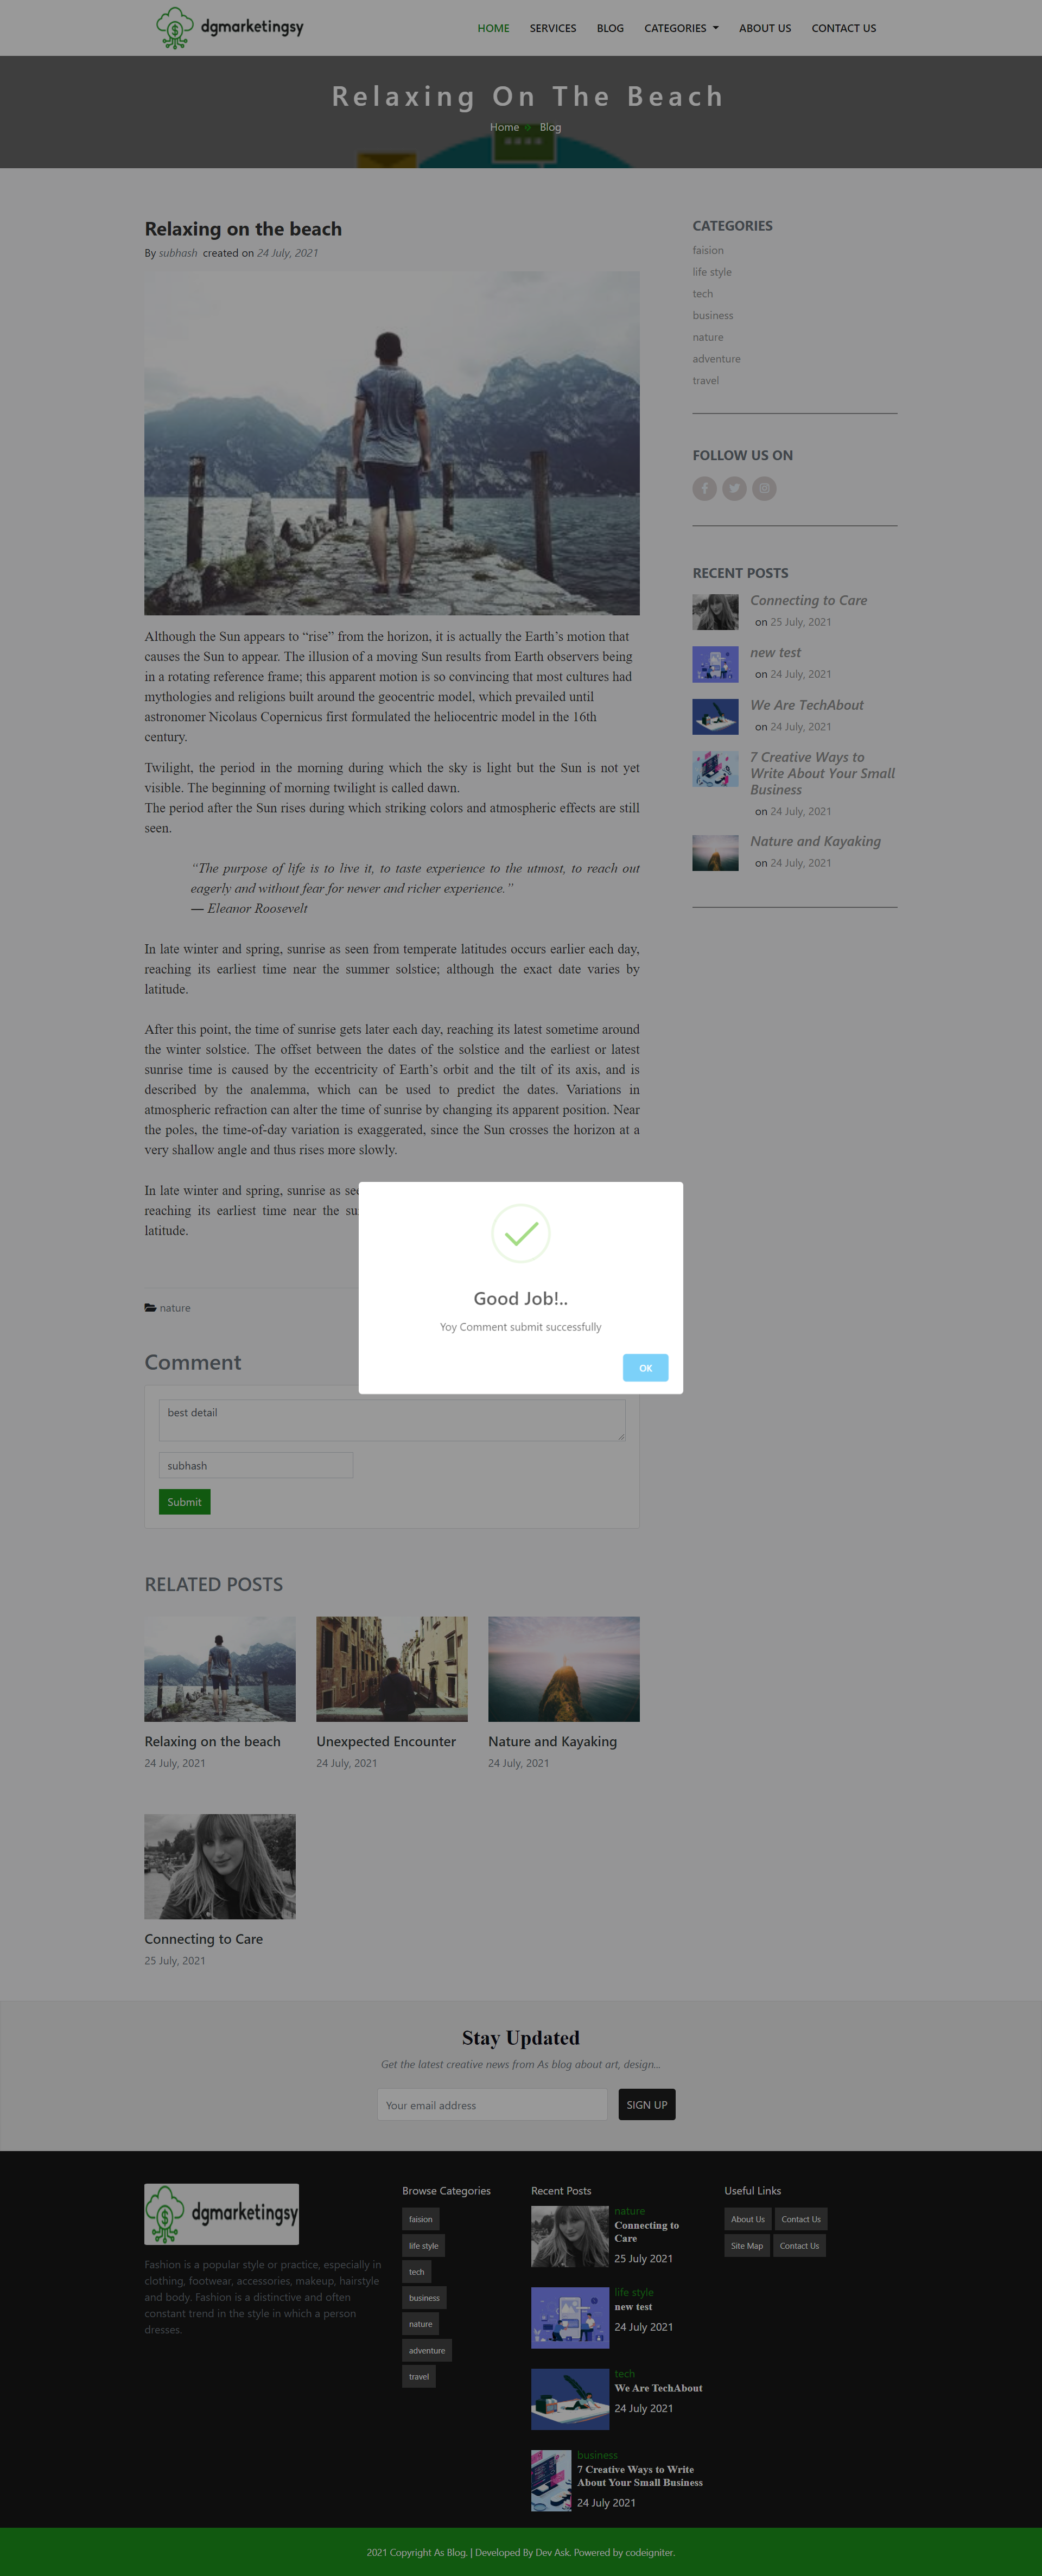 dgmarketingsy
HOME
SERVICES
BLOG
CATEGORIES
ABOUT US
CONTACT US
Relaxing On The Beach
Home
Blog
Relaxing on the beach
By subhash created on 24 July, 2021
Although the Sun appears to “rise” from the horizon, it is actually the Earth’s motion that
causes the Sun to appear. The illusion of a moving Sun results from Earth observers being
in a rotating reference frame; this apparent motion is so convincing that most cultures had
mythologies and religions built around the geocentric model, which prevailed until
astronomer Nicolaus Copernicus first formulated the heliocentric model in the 16th
century.
Twilight, the period in the morning during which the sky is light but the Sun is not yet
visible. The beginning of morning twilight is called dawn.
The period after the Sun rises during which striking colors and atmospheric effects are still
seen.
“The purpose of life is to live it, to taste experience to the utmost, to reach out
eagerly and without fear for newer and richer experience.”
— Eleanor Roosevelt
In late winter and spring, sunrise as seen from temperate latitudes occurs earlier each day,
reaching its earliest time near the summer solstice; although the exact date varies by
latitude.
After this point, the time of sunrise gets later each day, reaching its latest sometime around
the winter solstice. The offset between the dates of the solstice and the earliest or latest
sunrise time is caused by the eccentricity of Earth’s orbit and the tilt of its axis, and is
described by the analemma, which can be used to predict the dates. Variations in
atmospheric refraction can alter the time of sunrise by changing its apparent position. Near
the poles, the time-of-day variation is exaggerated, since the Sun crosses the horizon at a
very shallow angle and thus rises more slowly.
In late winter and spring, sunrise as see
reaching its earliest time near the su
latitude.
nature
Good Job!..
Yoy Comment submit successfully
OK
Comment
best detail
subhash
Submit
RELATED POSTS
Relaxing on the beach
24 July, 2021
Unexpected Encounter
24 July, 2021
Nature and Kayaking
24 July, 2021
Connecting to Care
25 July, 2021
CATEGORIES
faision
life style
tech
business
nature
adventure
travel
FOLLOW US ON
RECENT POSTS
Connecting to Care
on 25 July, 2021
new test
on 24 July, 2021
We Are TechAbout
on 24 July, 2021
7 Creative Ways to
Write About Your Small
Business
on 24 July, 2021
Nature and Kayaking
on 24 July, 2021
Stay Updated
Get the latest creative news from As blog about art, design...
Your email address
SIGN UP
dgmarketingsy
Fashion is a popular style or practice, especially in
clothing, footwear, accessories, makeup, hairstyle
and body. Fashion is a distinctive and often
constant trend in the style in which a person
dresses.
Browse Categories
faision
life style
tech
business
nature
adventure
travel
Recent Posts
nature
Connecting to
Care
25 July 2021
life style
new test
24 July 2021
tech
We Are TechAbout
24 July 2021
business
7 Creative Ways to Write
About Your Small Business
24 July 2021
Useful Links
About Us
Contact Us
Site Map
Contact Us
2021 Copyright As Blog. | Developed By Dev Ask. Powered by codeigniter.